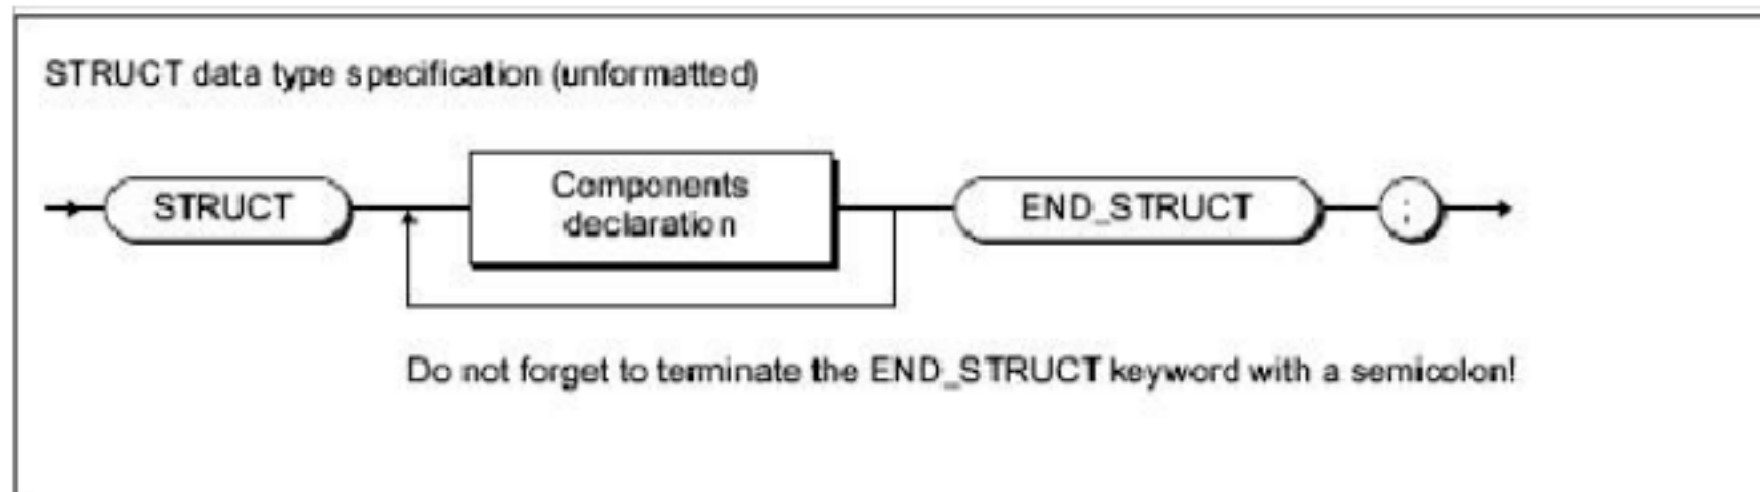 STRUCT data type specification (unformatted)
STRUCT
Components
declaration
END_STRUCT
;
Do not forget to terminate the END_STRUCT keyword with a semicolon!